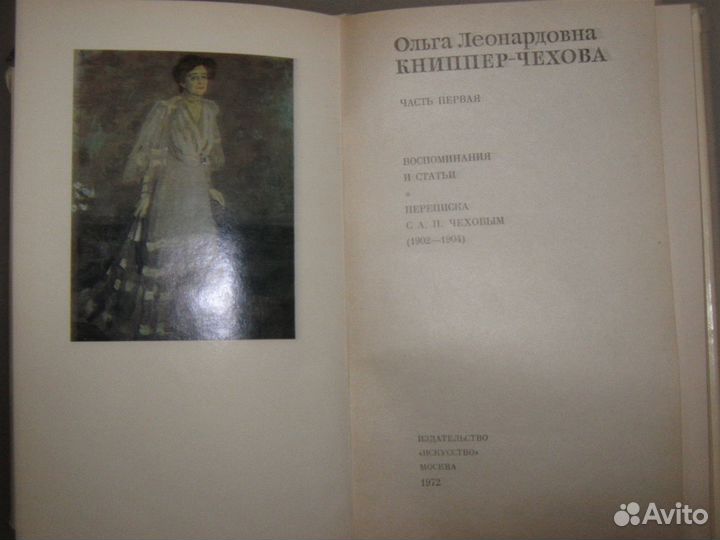 Ольга Леонардовна
КНИППЕР-ЧЕХОВА
ЧАСТЬ ПЕРВАЯ
ВОСПОМИНАНИЯ
И СТАТЬИ
ПЕРЕПИСКА
С А. П. ЧЕХОВЫМ
(1902—1904)
ИЗДАТЕЛЬСТВО
«ИСКУССТВО»
МОСКВА
1972
Avito